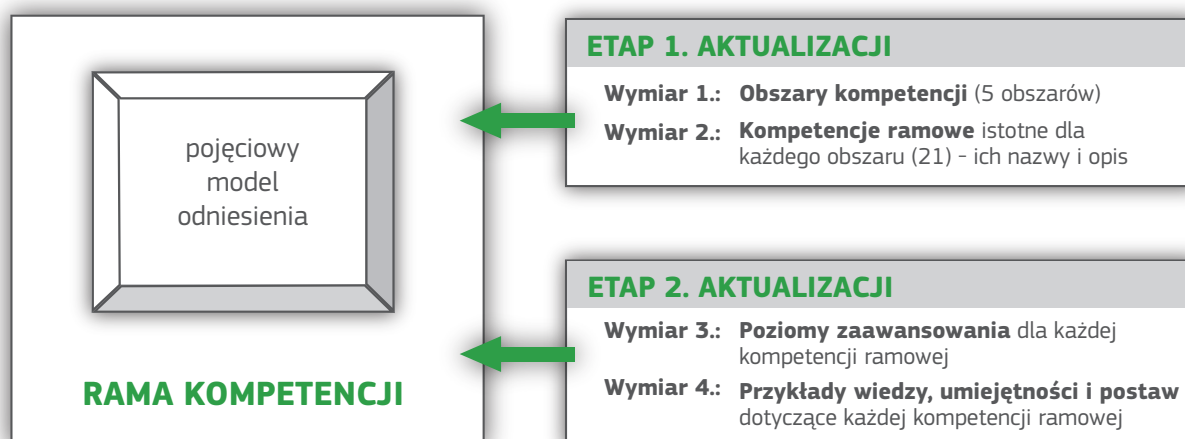 pojęciowy
model
odniesienia
RAMA KOMPETENCJI
ETAP 1. AKTUALIZACJI
Wymiar 1.: Obszary kompetencji (5 obszarów)
Wymiar 2.: Kompetencje ramowe istotne dla
każdego obszaru (21) - ich nazwy i opis
ETAP 2. AKTUALIZACJI
Wymiar 3.: Poziomy zaawansowania dla każdej
kompetencji ramowej
Wymiar 4.: Przykłady wiedzy, umiejętności i postaw
dotyczące każdej kompetencji ramowej